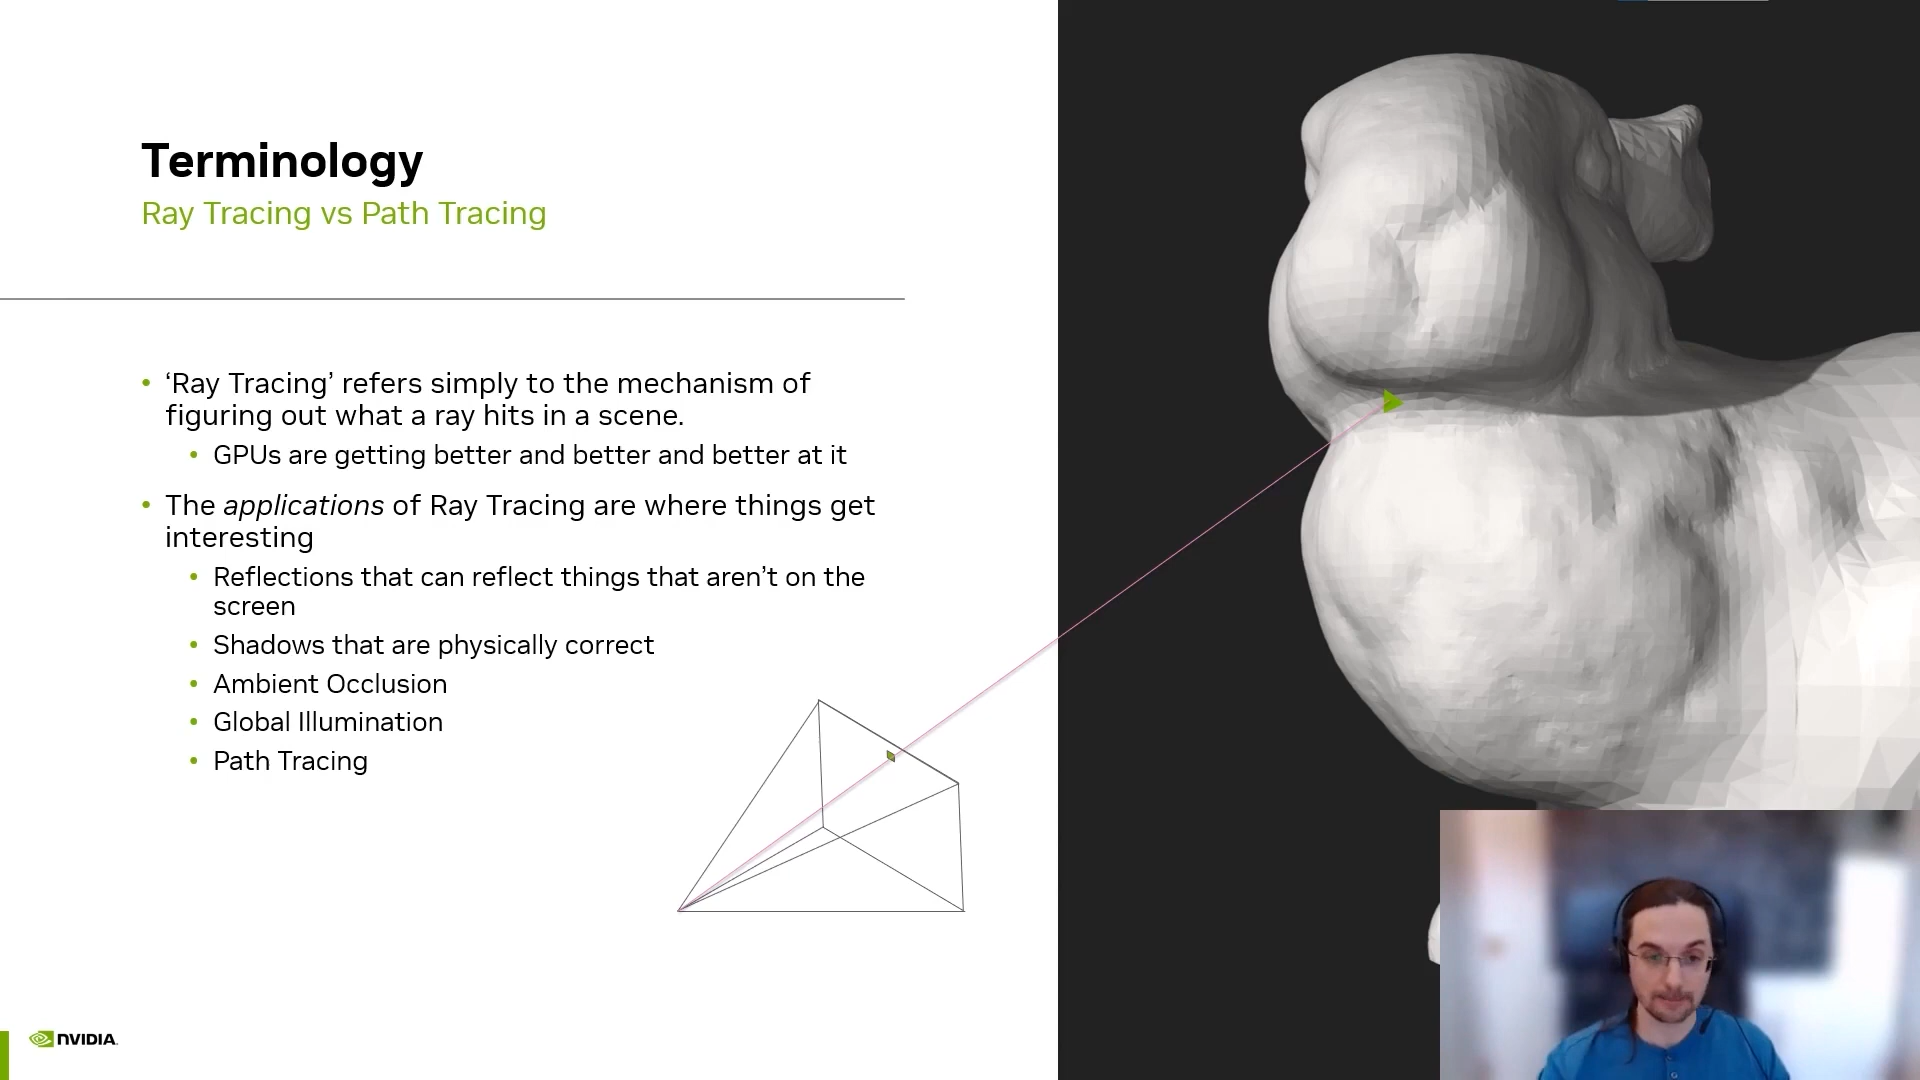 Terminology
Ray Tracing vs Path Tracing
• ‘Ray Tracing’ refers simply to the mechanism of
figuring out what a ray hits in a scene.
• GPUs are getting better and better and better at it
• The applications of Ray Tracing are where things get
interesting
• Reflections that can reflect things that aren’t on the
screen
• Shadows that are physically correct
• Ambient Occlusion
• Global Illumination
• Path Tracing
NVIDIA.